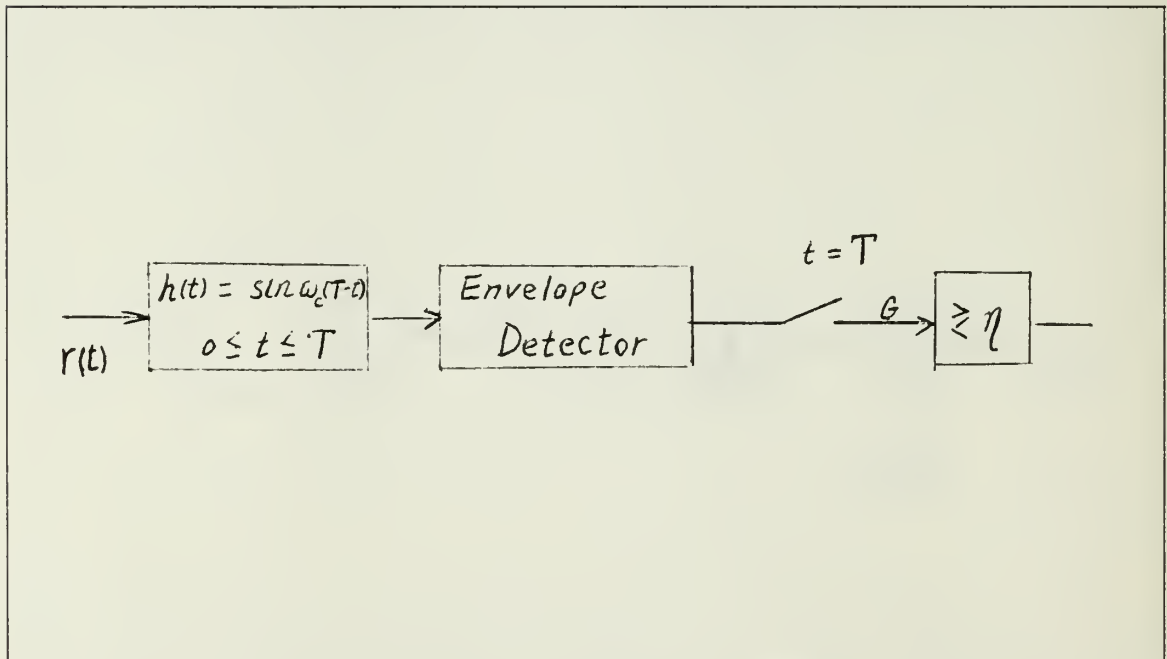 t = T
h(t) = sin ω_c(T-t)
0 ≤ t ≤ T
r(t)
Envelope
Detector
G
≷ η